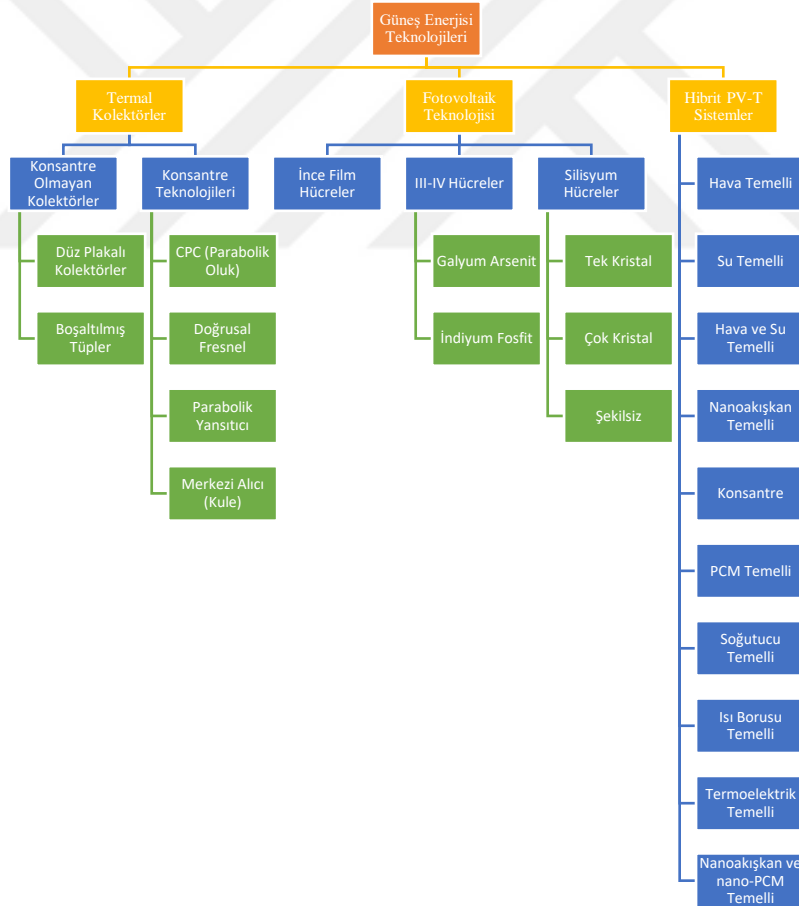 Güneş Enerjisi
Teknolojileri
Termal
Kolektörler
Fotovoltaik
Teknolojisi
Hibrit PV-T
Sistemler
Konsantre
Olmayan
Kolektörler
Konsantre
Teknolojileri
İnce Film
Hücreler
III-IV Hücreler
Silisyum
Hücreler
Hava Temelli
Düz Plakalı
Kolektörler
CPC (Parabolik
Oluk)
Galyum Arsenit
Tek Kristal
Su Temelli
Boşaltılmış
Tüpler
Doğrusal
Fresnel
İndiyum Fosfit
Çok Kristal
Hava ve Su
Temelli
Parabolik
Yansıtıcı
Şekilsiz
Nanoakışkan
Temelli
Merkezi Alıcı
(Kule)
Konsantre
PCM Temelli
Soğutucu
Temelli
Isı Borusu
Temelli
Termoelektrik
Temelli
Nanoakışkan ve
nano-PCM
Temelli